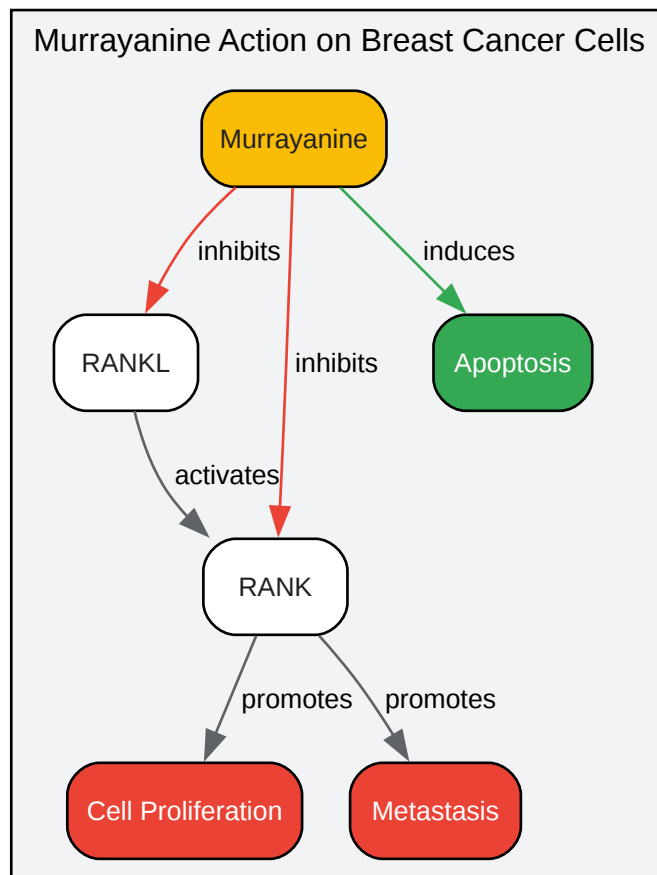 Murrayanine Action on Breast Cancer Cells
Murrayanine
inhibits
induces
RANKL
inhibits
Apoptosis
activates
RANK
promotes
promotes
Cell Proliferation
Metastasis